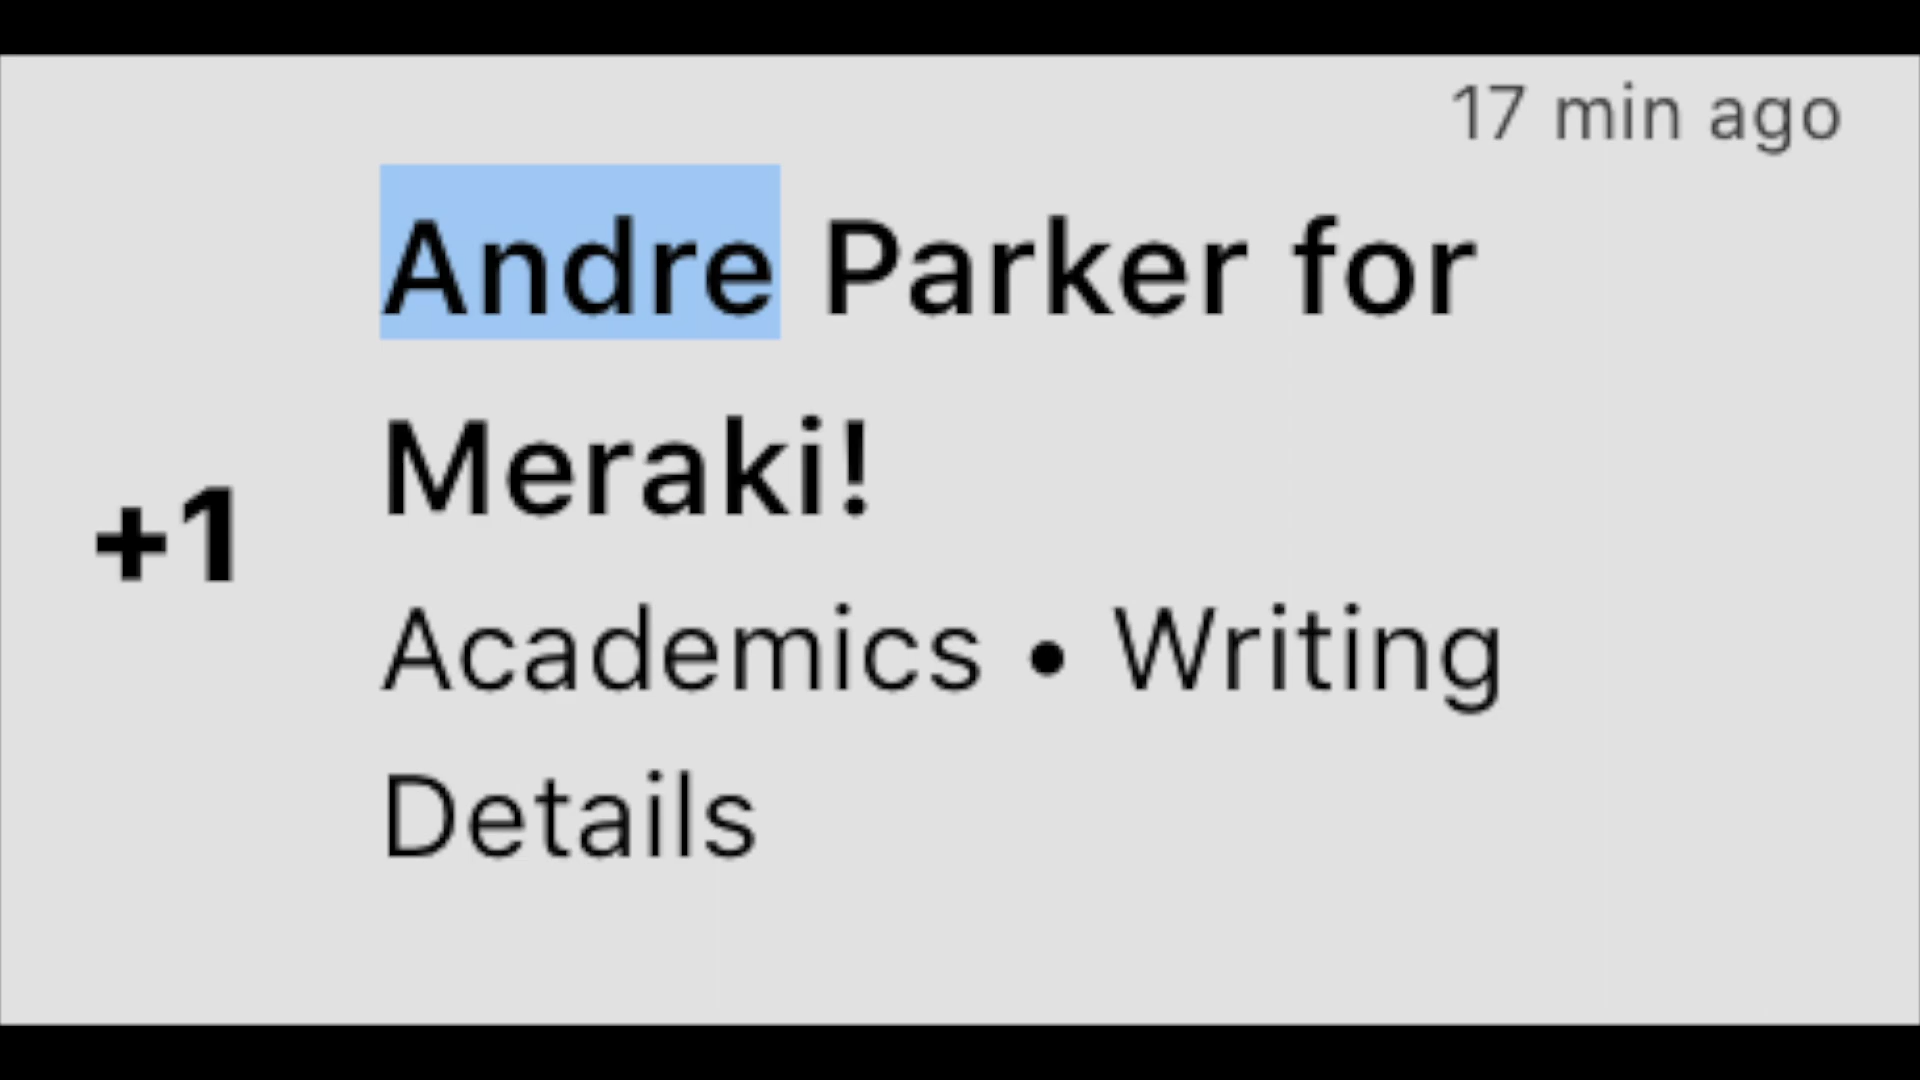 17 min ago
Andre Parker for
Meraki!
+1
Academics • Writing
Details